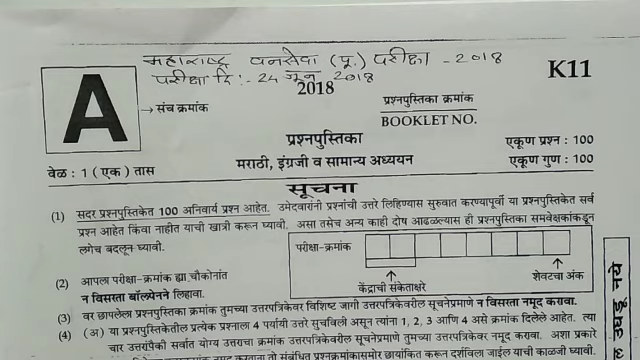 महाराष्ट्र वनसेवा (पू.) परीक्षा - २०१८
परीक्षा दि :- २४ जून २०१८
2018
K11
A
→ संच क्रमांक
प्रश्नपुस्तिका क्रमांक
BOOKLET NO.
प्रश्नपुस्तिका
एकूण प्रश्न : 100
वेळ : 1 (एक) तास
मराठी, इंग्रजी व सामान्य अध्ययन
एकूण गुण : 100
सूचना
(1) सदर प्रश्नपुस्तिकेत 100 अनिवार्य प्रश्न आहेत. उमेदवारांनी प्रश्नांची उत्तरे लिहिण्यास सुरुवात करण्यापूर्वी या प्रश्नपुस्तिकेत सर्व
प्रश्न आहेत किंवा नाहीत याची खात्री करून घ्यावी. असा तसेच अन्य काही दोष आढळल्यास ही प्रश्नपुस्तिका समवेक्षकांकडून
लगेच बदलून घ्यावी.
परीक्षा-क्रमांक
(2) आपला परीक्षा-क्रमांक ह्या चौकोनांत
न विसरता बॉलपेनने लिहावा.
केंद्राची संकेताक्षरे
शेवटचा अंक
(3) वर छापलेला प्रश्नपुस्तिका क्रमांक तुमच्या उत्तरपत्रिकेवर विशिष्ट जागी उत्तरपत्रिकेवरील सूचनेप्रमाणे न विसरता नमूद करावा.
(4) (अ) या प्रश्नपुस्तिकेतील प्रत्येक प्रश्नाला 4 पर्यायी उत्तरे सुचविली असून त्यांना 1, 2, 3 आणि 4 असे क्रमांक दिलेले आहेत. त्या
चार उत्तरांपैकी सर्वात योग्य उत्तराचा क्रमांक उत्तरपत्रिकेवरील सूचनेप्रमाणे तुमच्या उत्तरपत्रिकेवर नमूद करावा. अशा प्रकारे
उघडू नये